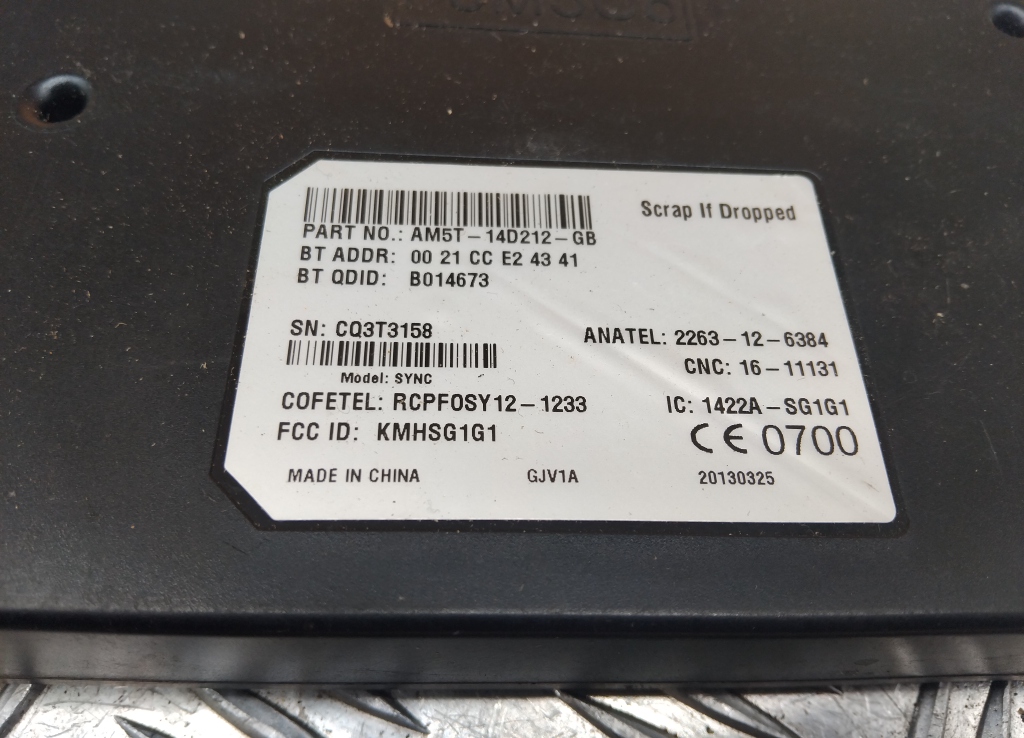 Scrap If Dropped
PART NO.: AM5T-14D212-GB
BT ADDR: 00 21 CC E2 43 41
BT QDID: B014673
SN: CQ3T3158
ANATEL: 2263-12-6384
CNC: 16-11131
Model: SYNC
COFETEL: RCPFOSY12-1233
IC: 1422A-SG1G1
FCC ID: KMHSG1G1
CE 0700
MADE IN CHINA GJV1A 20130325